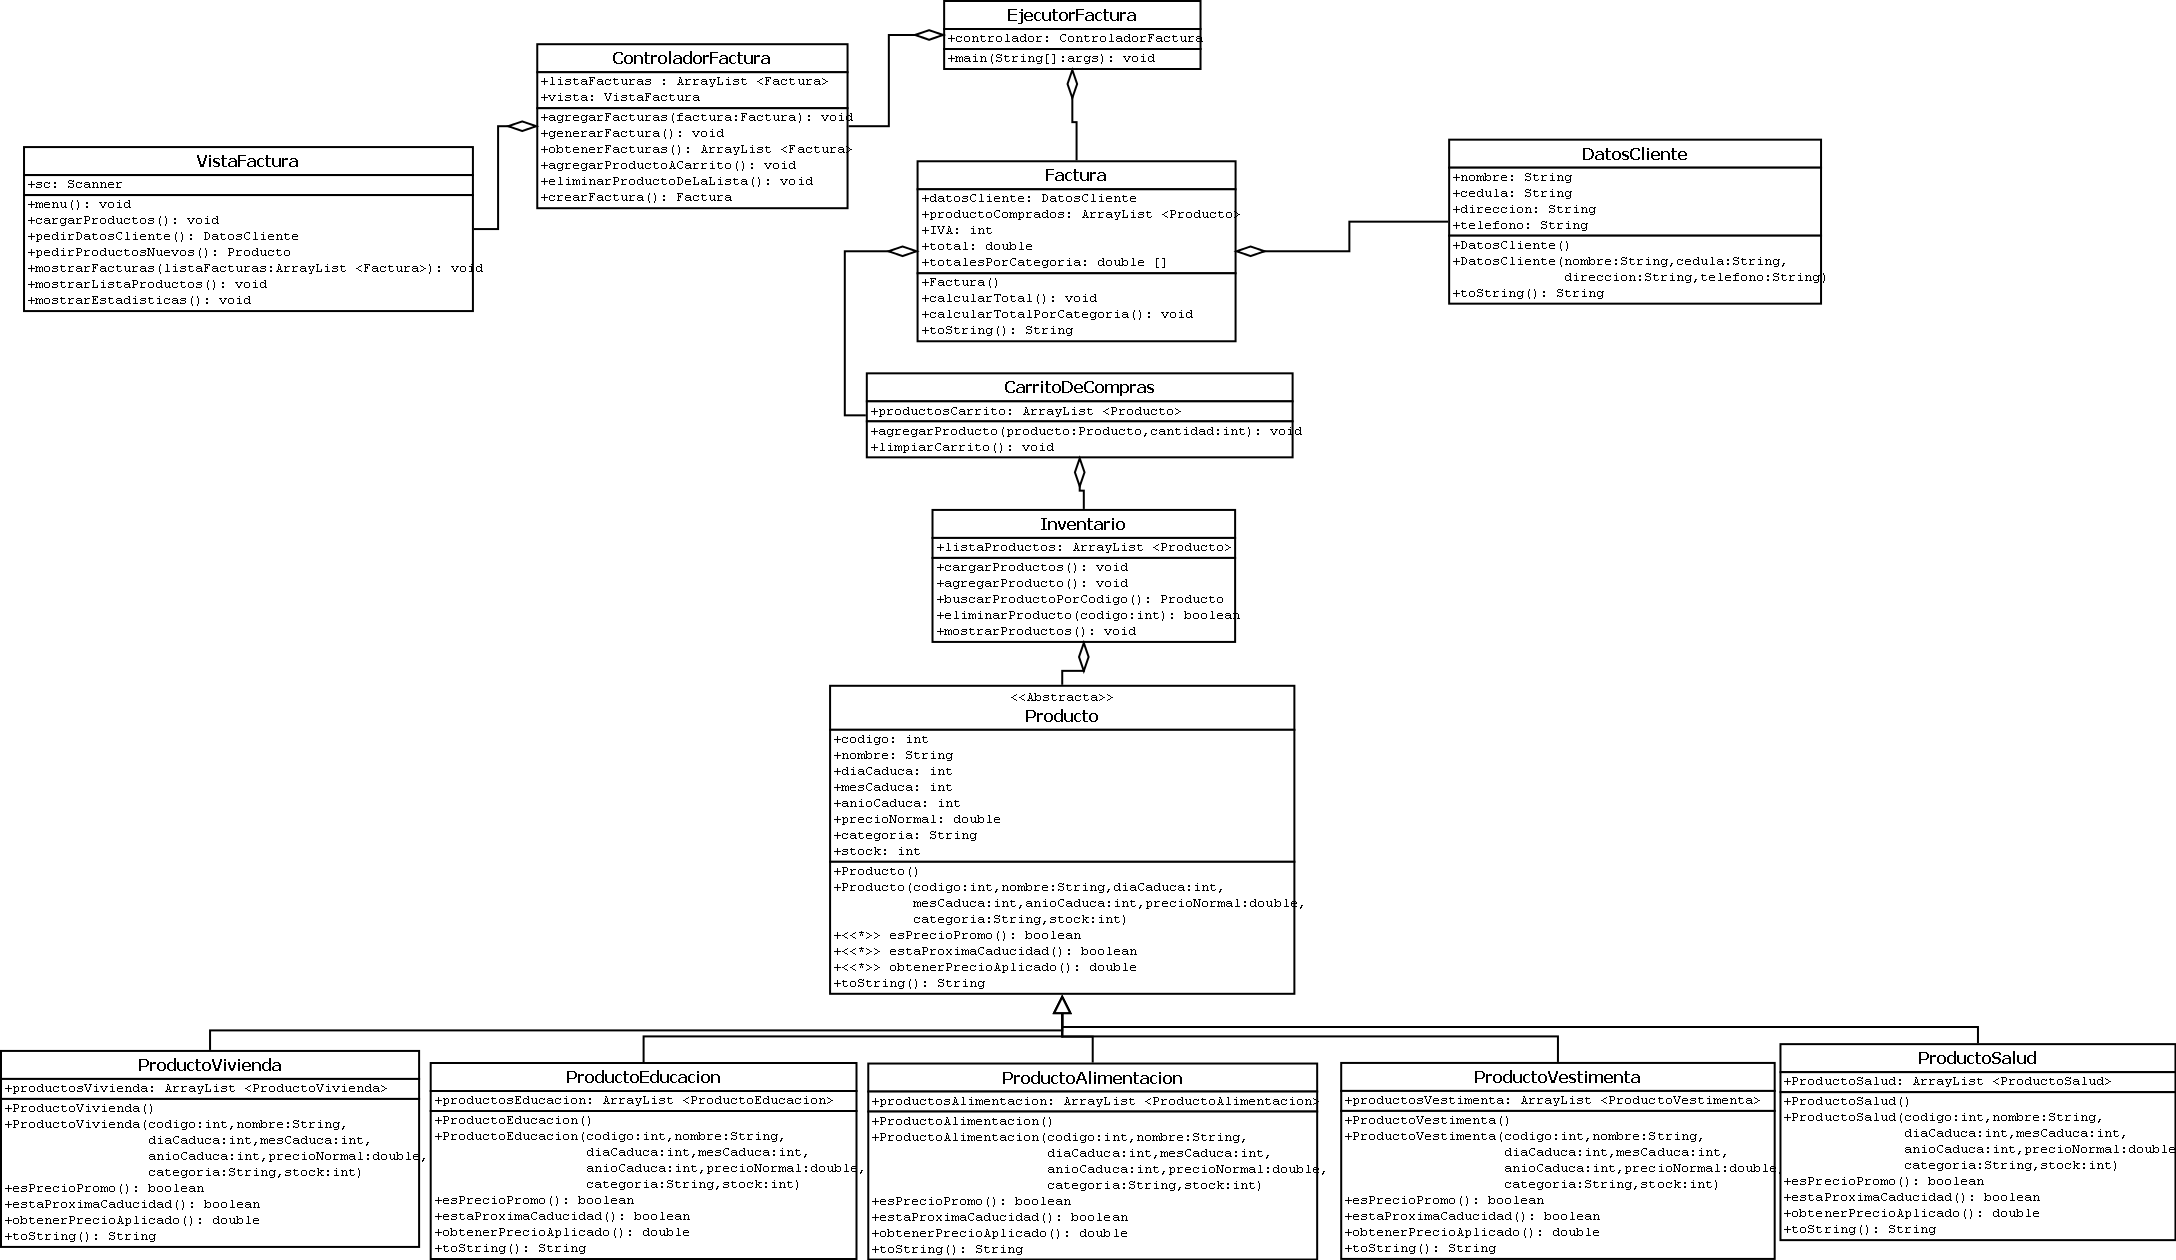 EjecutorFactura
+controlador: ControladorFactura
+main(String[]:args): void
ControladorFactura
+listaFacturas : ArrayList <Factura>
+vista: VistaFactura
+agregarFacturas(factura:Factura): void
+generarFactura(): void
+obtenerFacturas(): ArrayList <Factura>
+agregarProductoACarrito(): void
+eliminarProductoDeLaLista(): void
+crearFactura(): Factura
VistaFactura
+sc: Scanner
+menu(): void
+cargarProductos(): void
+pedirDatosCliente(): DatosCliente
+pedirProductosNuevos(): Producto
+mostrarFacturas(listaFacturas:ArrayList <Factura>): void
+mostrarListaProductos(): void
+mostrarEstadisticas(): void
Factura
+datosCliente: DatosCliente
+productoComprados: ArrayList <Producto>
+IVA: int
+total: double
+totalesPorCategoria: double []
+Factura()
+calcularTotal(): void
+calcularTotalPorCategoria(): void
+toString(): String
DatosCliente
+nombre: String
+cedula: String
+direccion: String
+telefono: String
+DatosCliente()
+DatosCliente(nombre:String,cedula:String,
direccion:String,telefono:String)
+toString(): String
CarritoDeCompras
+productosCarrito: ArrayList <Producto>
+agregarProducto(producto:Producto,cantidad:int): void
+limpiarCarrito(): void
Inventario
+listaProductos: ArrayList <Producto>
+cargarProductos(): void
+agregarProducto(): void
+buscarProductoPorCodigo(): Producto
+eliminarProducto(codigo:int): boolean
+mostrarProductos(): void
<<Abstracta>>
Producto
+codigo: int
+nombre: String
+diaCaduca: int
+mesCaduca: int
+anioCaduca: int
+precioNormal: double
+categoria: String
+stock: int
+Producto()
+Producto(codigo:int,nombre:String,diaCaduca:int,
mesCaduca:int,anioCaduca:int,precioNormal:double,
categoria:String,stock:int)
+<<*>> esPrecioPromo(): boolean
+<<*>> estaProximaCaducidad(): boolean
+<<*>> obtenerPrecioAplicado(): double
+toString(): String
ProductoVivienda
+productosVivienda: ArrayList <ProductoVivienda>
+ProductoVivienda()
+ProductoVivienda(codigo:int,nombre:String,
diaCaduca:int,mesCaduca:int,
anioCaduca:int,precioNormal:double,
categoria:String,stock:int)
+esPrecioPromo(): boolean
+estaProximaCaducidad(): boolean
+obtenerPrecioAplicado(): double
+toString(): String
ProductoEducacion
+productosEducacion: ArrayList <ProductoEducacion>
+ProductoEducacion()
+ProductoEducacion(codigo:int,nombre:String,
diaCaduca:int,mesCaduca:int,
anioCaduca:int,precioNormal:double,
categoria:String,stock:int)
+esPrecioPromo(): boolean
+estaProximaCaducidad(): boolean
+obtenerPrecioAplicado(): double
+toString(): String
ProductoAlimentacion
+productosAlimentacion: ArrayList <ProductoAlimentacion>
+ProductoAlimentacion()
+ProductoAlimentacion(codigo:int,nombre:String,
diaCaduca:int,mesCaduca:int,
anioCaduca:int,precioNormal:double,
categoria:String,stock:int)
+esPrecioPromo(): boolean
+estaProximaCaducidad(): boolean
+obtenerPrecioAplicado(): double
+toString(): String
ProductoVestimenta
+productosVestimenta: ArrayList <ProductoVestimenta>
+ProductoVestimenta()
+ProductoVestimenta(codigo:int,nombre:String,
diaCaduca:int,mesCaduca:int,
anioCaduca:int,precioNormal:double,
categoria:String,stock:int)
+esPrecioPromo(): boolean
+estaProximaCaducidad(): boolean
+obtenerPrecioAplicado(): double
+toString(): String
ProductoSalud
+ProductoSalud: ArrayList <ProductoSalud>
+ProductoSalud()
+ProductoSalud(codigo:int,nombre:String,
diaCaduca:int,mesCaduca:int,
anioCaduca:int,precioNormal:double
categoria:String,stock:int)
+esPrecioPromo(): boolean
+estaProximaCaducidad(): boolean
+obtenerPrecioAplicado(): double
+toString(): String